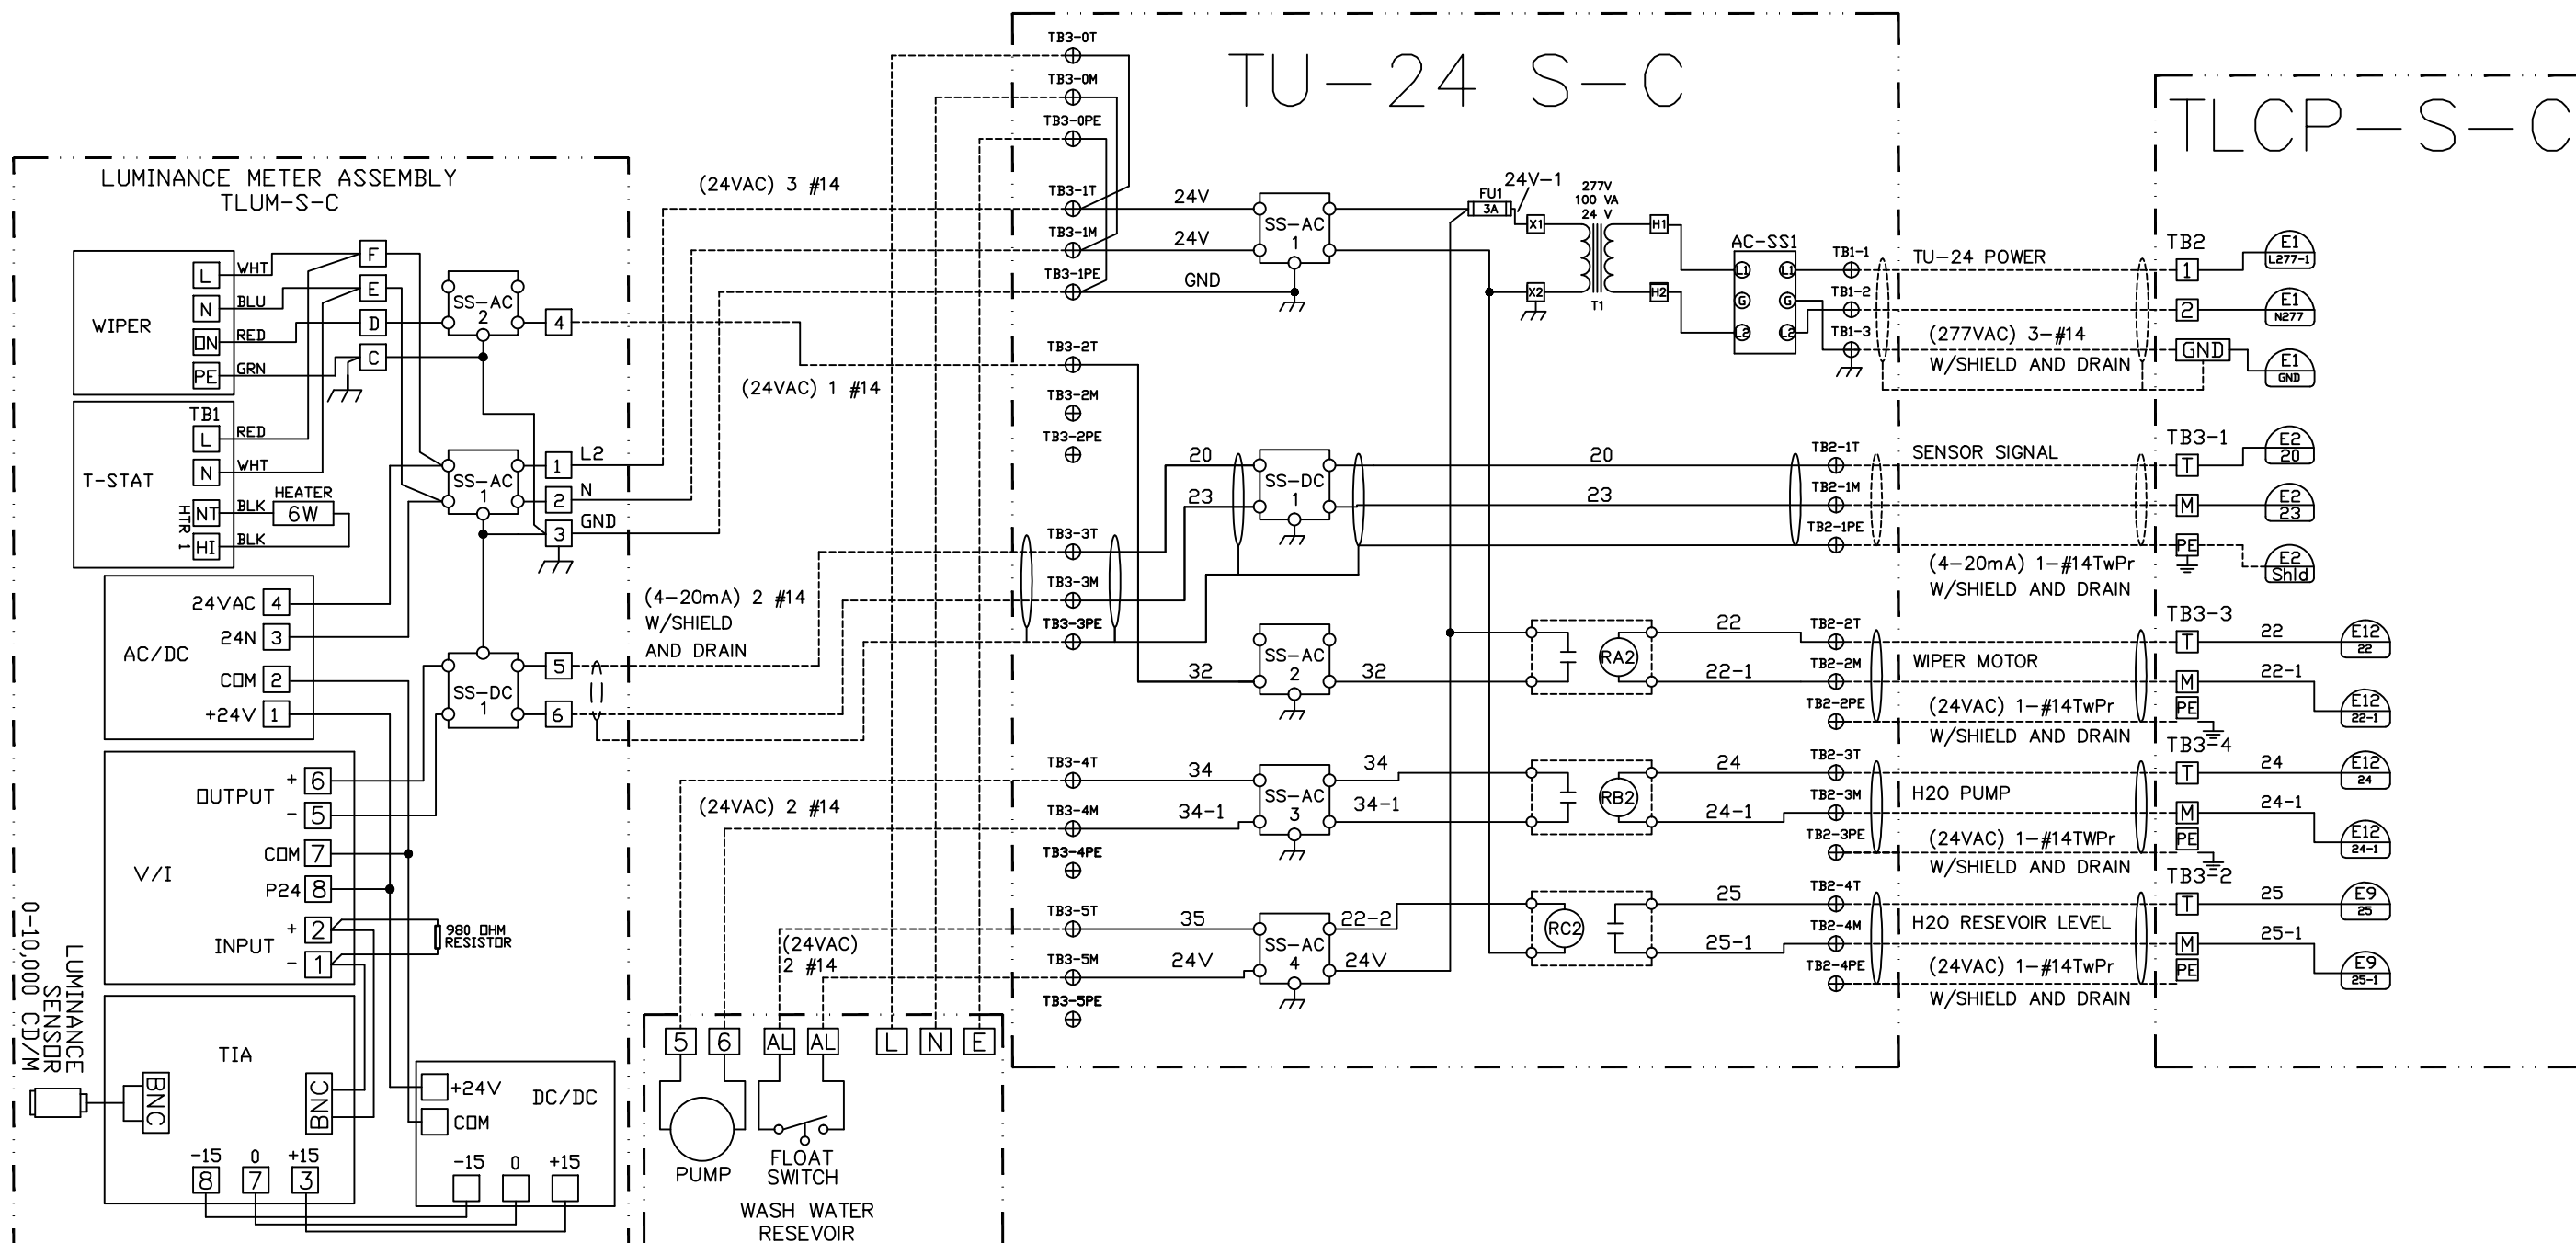 LUMINANCE METER ASSEMBLY
TLUM-S-C
WIPER
L
WHT
N
BLU
ON
RED
PE
GRN
F
E
D
C
SS-AC
2
4
T-STAT
TB1
L
RED
N
WHT
HTR 1
NT
BLK
HEATER
6W
HI
BLK
SS-AC
1
1
L2
2
N
3
GND
AC/DC
24VAC
4
24N
3
COM
2
+24V
1
SS-DC
1
5
6
V/I
OUTPUT
+
6
-
5
COM
7
P24
8
INPUT
+
2
-
1
980 OHM
RESISTOR
LUMINANCE
SENSOR
0-10,000 CD/M
TIA
BNC
BNC
-15
0
+15
8
7
3
+24V
DC/DC
COM
-15
0
+15
(24VAC) 3 #14
(24VAC) 1 #14
(4-20mA) 2 #14
W/SHIELD
AND DRAIN
(24VAC) 2 #14
(24VAC)
2 #14
5
6
AL
AL
L
N
E
PUMP
FLOAT
SWITCH
WASH WATER
RESEVOIR
TU-24 S-C
TB3-0T
TB3-0M
TB3-0PE
TB3-1T
TB3-1M
TB3-1PE
TB3-2T
TB3-2M
TB3-2PE
TB3-3T
TB3-3M
TB3-3PE
TB3-4T
TB3-4M
TB3-4PE
TB3-5T
TB3-5M
TB3-5PE
24V
24V
GND
SS-AC
1
FU1
3A
24V-1
277V
100 VA
24 V
X1
X2
T1
H1
H2
AC-SS1
L1
L1
G
G
L2
L2
TB1-1
TB1-2
TB1-3
20
23
SS-DC
1
20
23
TB2-1T
TB2-1M
TB2-1PE
32
SS-AC
2
32
RA2
22
22-1
TB2-2T
TB2-2M
TB2-2PE
34
34-1
SS-AC
3
34
34-1
RB2
24
24-1
TB2-3T
TB2-3M
TB2-3PE
35
24V
SS-AC
4
22-2
24V
RC2
25
25-1
TB2-4T
TB2-4M
TB2-4PE
TU-24 POWER
(277VAC) 3-#14
W/SHIELD AND DRAIN
SENSOR SIGNAL
(4-20mA) 1-#14TwPr
W/SHIELD AND DRAIN
WIPER MOTOR
(24VAC) 1-#14TwPr
W/SHIELD AND DRAIN
H2O PUMP
(24VAC) 1-#14TWPr
W/SHIELD AND DRAIN
H2O RESEVOIR LEVEL
(24VAC) 1-#14TwPr
W/SHIELD AND DRAIN
TLCP-S-C
TB2
1
E1
L277-1
2
E1
N277
GND
E1
GND
TB3-1
T
E2
20
M
E2
23
PE
E2
Shld
TB3-3
T
22
E12
22
M
22-1
E12
22-1
PE
TB3-4
T
24
E12
24
M
24-1
E12
24-1
PE
TB3-2
T
25
E9
25
M
25-1
E9
25-1
PE